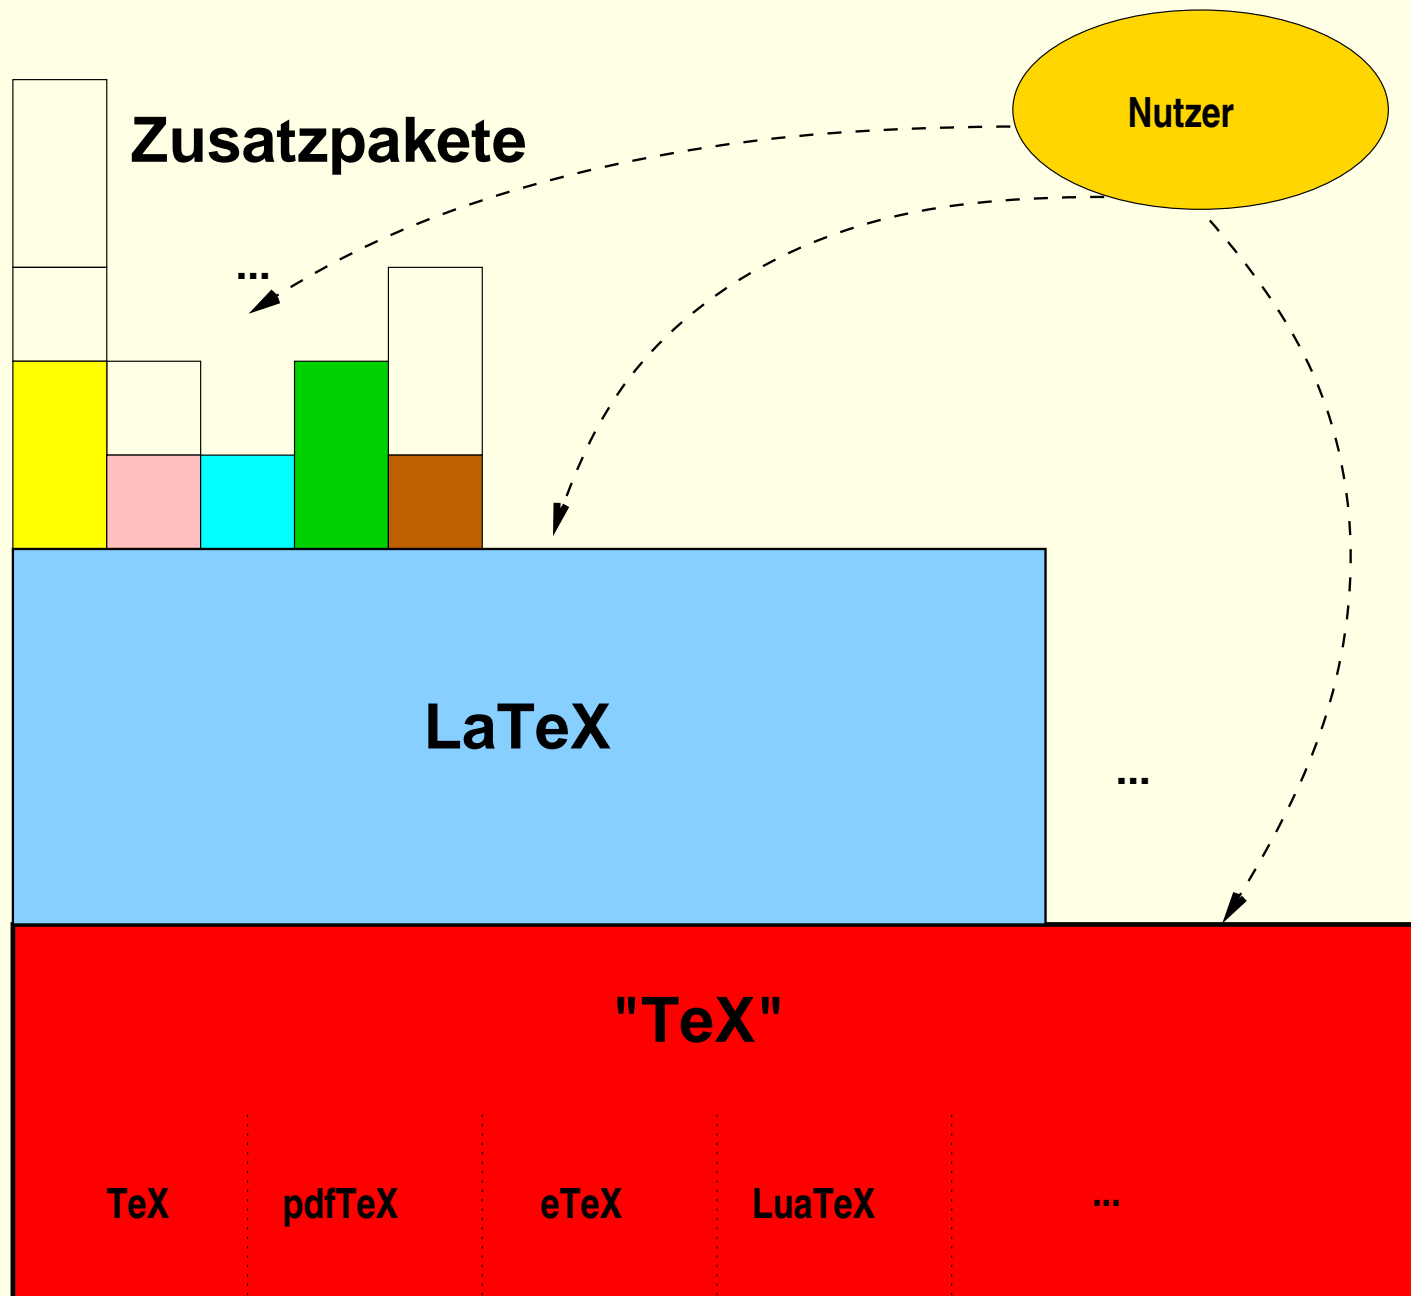 Nutzer
Zusatzpakete
...
LaTeX
...
"TeX"
TeX
pdfTeX
eTeX
LuaTeX
...